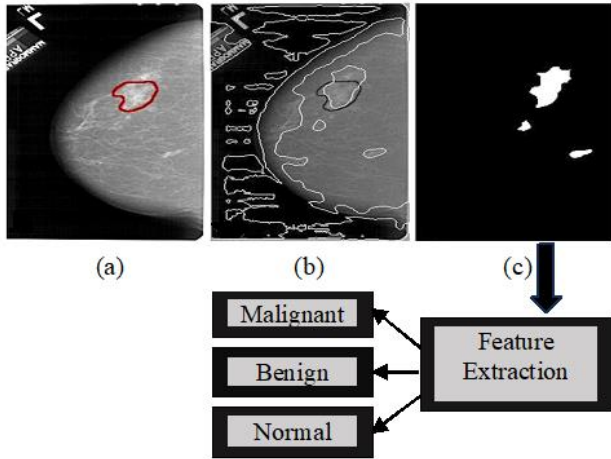 L
L
(a)
(b)
(c)
Malignant
Feature
Extraction
Benign
Normal